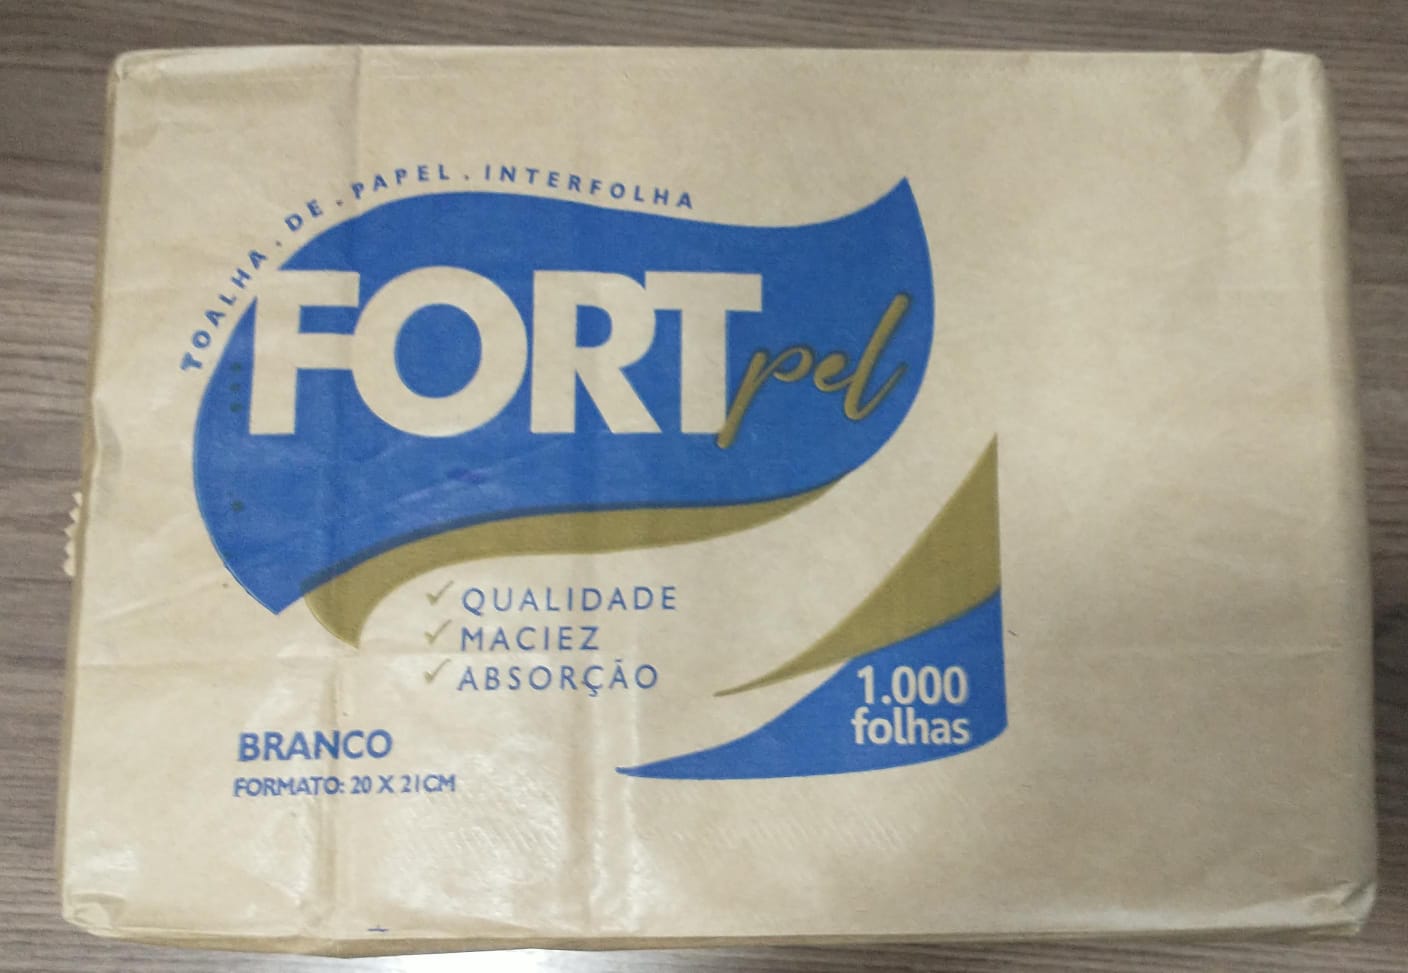 TOALHA . DE . PAPEL . INTERFOLHA
FORT pel
QUALIDADE
MACIEZ
ABSORÇÃO
1.000
folhas
BRANCO
FORMATO: 20 X 21CM